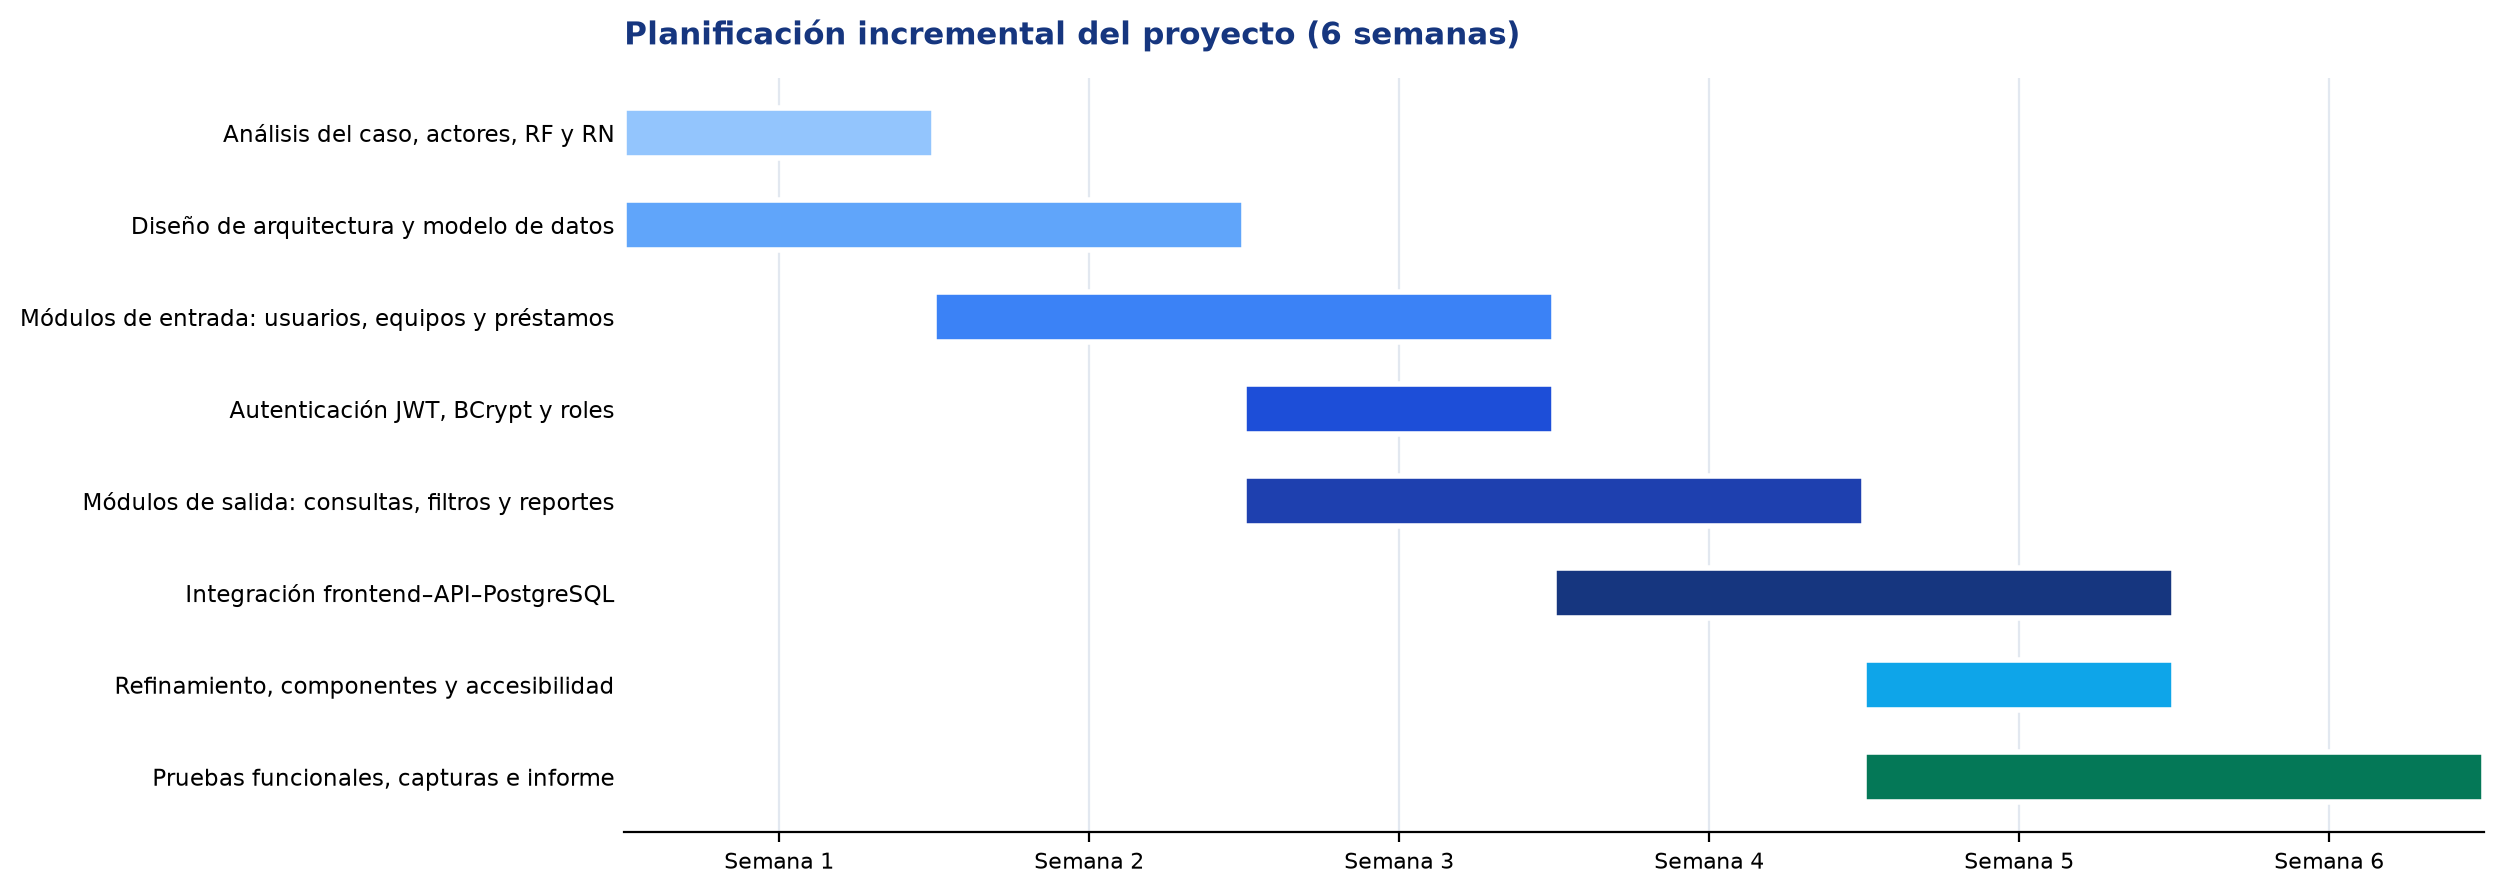 Planificación incremental del proyecto (6 semanas)
Análisis del caso, actores, RF y RN
Diseño de arquitectura y modelo de datos
Módulos de entrada: usuarios, equipos y préstamos
Autenticación JWT, BCrypt y roles
Módulos de salida: consultas, filtros y reportes
Integración frontend–API–PostgreSQL
Refinamiento, componentes y accesibilidad
Pruebas funcionales, capturas e informe
Semana 1 Semana 2 Semana 3 Semana 4 Semana 5 Semana 6